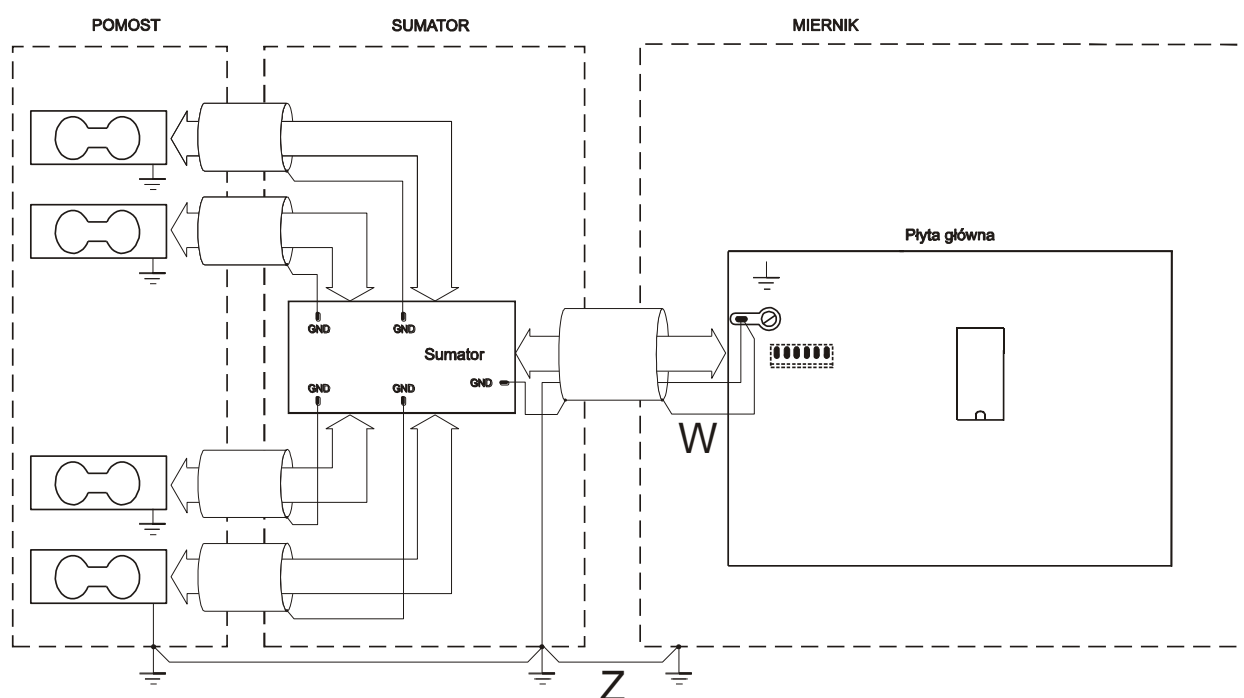 POMOST
SUMATOR
MIERNIK
Płyta główna
GND
GND
Sumator
GND
GND
GND
W
Z